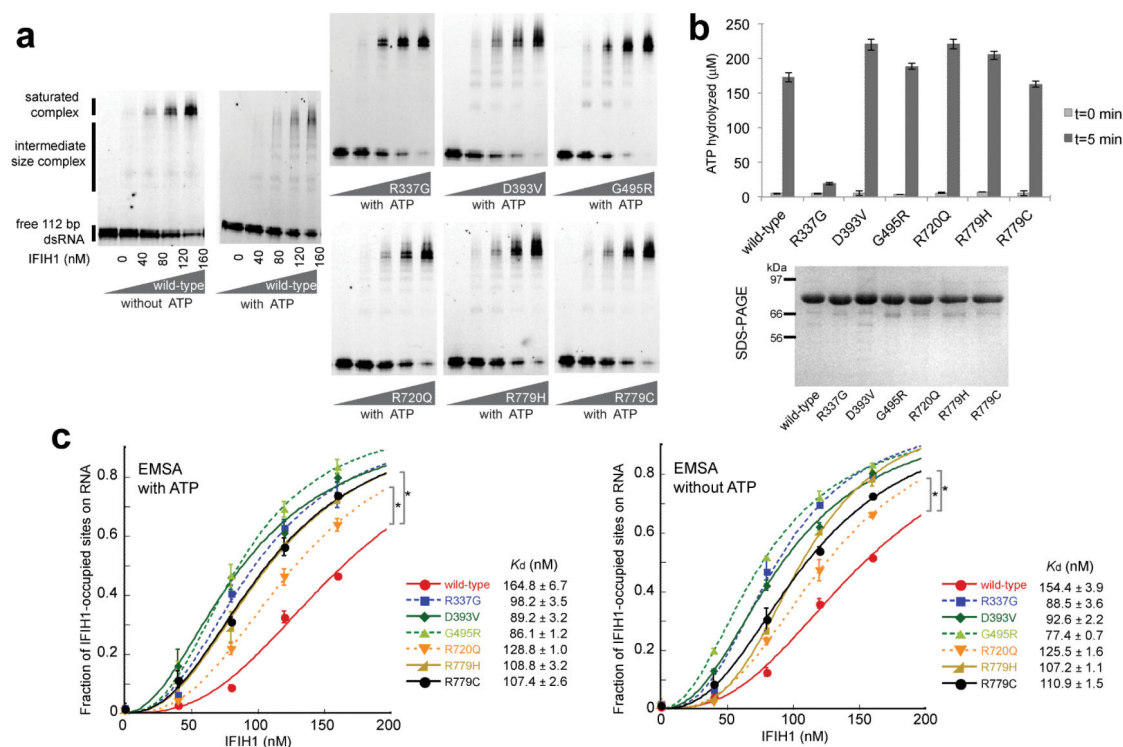 a
saturated
complex
intermediate
size complex
free 112 bp
dsRNA
IFIH1 (nM)
0
40
80
120
160
wild-type
without ATP
0
40
80
120
160
wild-type
with ATP
R337G
with ATP
D393V
with ATP
G495R
with ATP
R720Q
with ATP
R779H
with ATP
R779C
with ATP
b
ATP hydrolyzed (μM)
250
200
150
100
50
0
t=0 min
t=5 min
wild-type
R337G
D393V
G495R
R720Q
R779H
R779C
SDS-PAGE
kDa
97
66
56
wild-type
R337G
D393V
G495R
R720Q
R779H
R779C
c
EMSA
with ATP
Fraction of IFIH1-occupied sites on RNA
0.8
0.6
0.4
0.2
0
0
50
100
150
200
IFIH1 (nM)
*
*
Kd (nM)
wild-type 164.8 ± 6.7
R337G 98.2 ± 3.5
D393V 89.2 ± 3.2
G495R 86.1 ± 1.2
R720Q 128.8 ± 1.0
R779H 108.8 ± 3.2
R779C 107.4 ± 2.6
EMSA
without ATP
Fraction of IFIH1-occupied sites on RNA
0.8
0.6
0.4
0.2
0
0
50
100
150
200
IFIH1 (nM)
*
*
Kd (nM)
wild-type 154.4 ± 3.9
R337G 88.5 ± 3.6
D393V 92.6 ± 2.2
G495R 77.4 ± 0.7
R720Q 125.5 ± 1.6
R779H 107.2 ± 1.1
R779C 110.9 ± 1.5